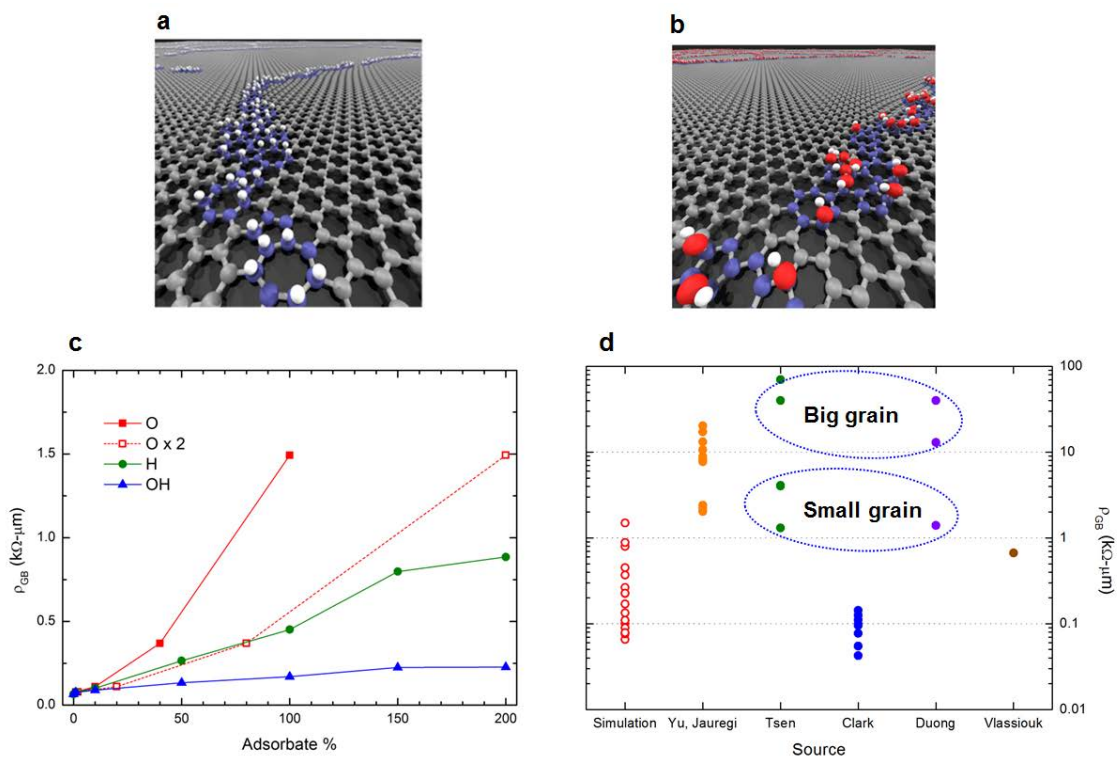 a
b
c
2.0
1.5
1.0
0.5
0.0
ρGB (kΩ-μm)
O
O x 2
H
OH
0
50
100
150
200
Adsorbate %
d
Big grain
Small grain
100
10
1
0.1
0.01
ρGB (kΩ-μm)
Simulation
Yu, Jauregi
Tsen
Clark
Duong
Vlassiouk
Source